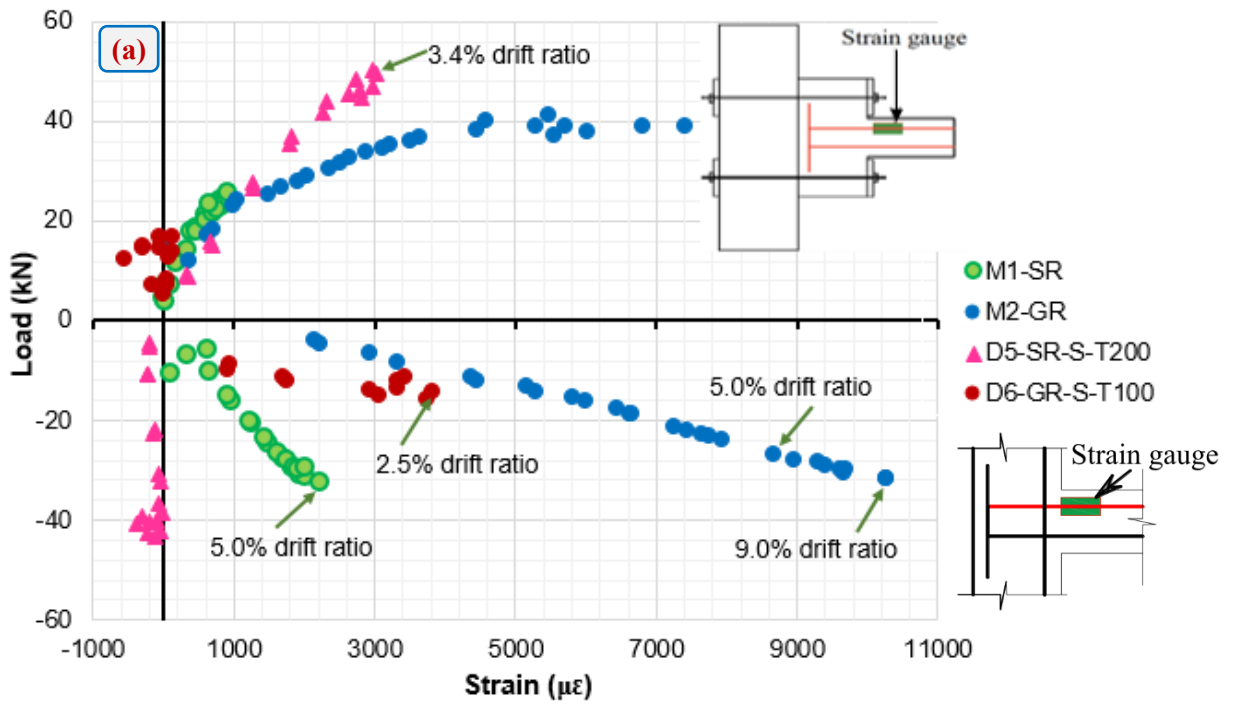 (a)
60
40
20
0
-20
-40
-60
Load (kN)
-1000
1000
3000
5000
7000
9000
11000
Strain (με)
3.4% drift ratio
Strain gauge
M1-SR
M2-GR
D5-SR-S-T200
D6-GR-S-T100
5.0% drift ratio
2.5% drift ratio
5.0% drift ratio
9.0% drift ratio
Strain gauge